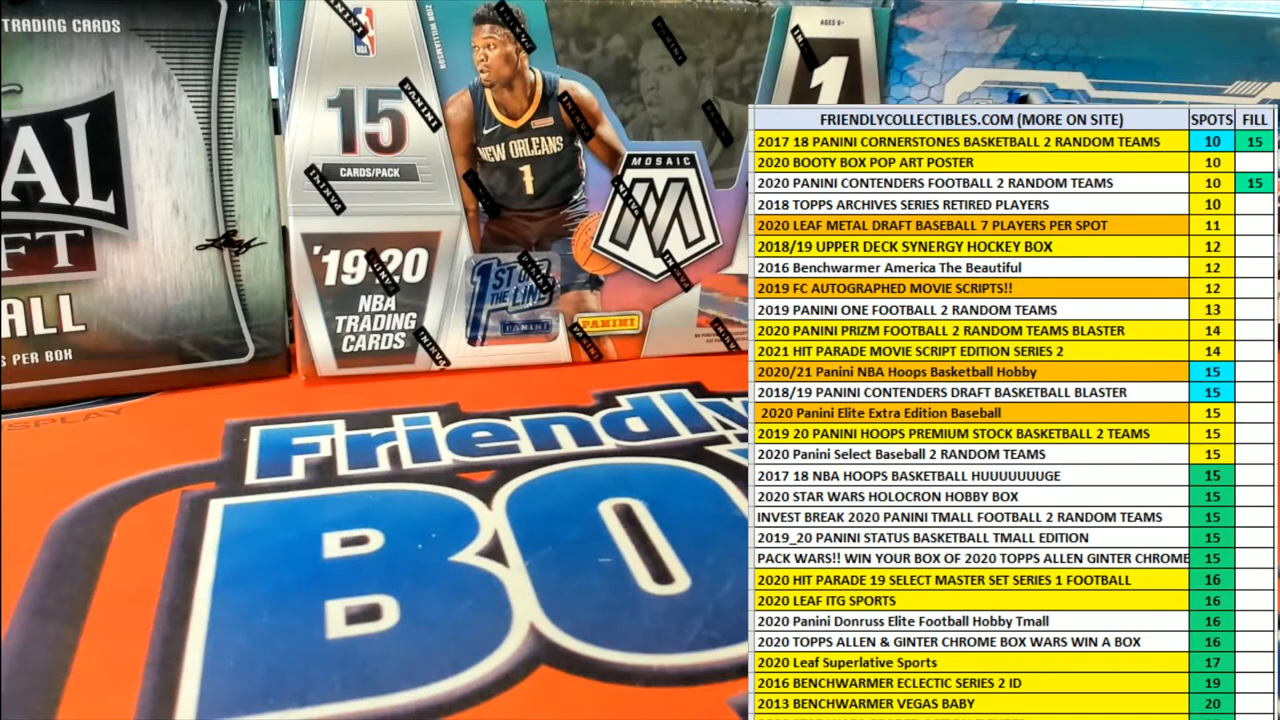 TRADING CARDS
AL
FT
ALL
S PER BOX
Leaf
NBA
ZION WILLIAMSON
15
CARDS/PACK
'19-20
NBA
TRADING
CARDS
NEW ORLEANS
1
MOSAIC
M
1ST OFF
THE LINE
PANINI
PANINI
PANINI
PANINI
PANINI
PANINI
AGES 8+
1
SPLAY
Friendly
BO
FRIENDLYCOLLECTIBLES.COM (MORE ON SITE) SPOTS FILL
2017 18 PANINI CORNERSTONES BASKETBALL 2 RANDOM TEAMS 10 15
2020 BOOTY BOX POP ART POSTER 10
2020 PANINI CONTENDERS FOOTBALL 2 RANDOM TEAMS 10 15
2018 TOPPS ARCHIVES SERIES RETIRED PLAYERS 10
2020 LEAF METAL DRAFT BASEBALL 7 PLAYERS PER SPOT 11
2018/19 UPPER DECK SYNERGY HOCKEY BOX 12
2016 Benchwarmer America The Beautiful 12
2019 FC AUTOGRAPHED MOVIE SCRIPTS!! 12
2019 PANINI ONE FOOTBALL 2 RANDOM TEAMS 13
2020 PANINI PRIZM FOOTBALL 2 RANDOM TEAMS BLASTER 14
2021 HIT PARADE MOVIE SCRIPT EDITION SERIES 2 14
2020/21 Panini NBA Hoops Basketball Hobby 15
2018/19 PANINI CONTENDERS DRAFT BASKETBALL BLASTER 15
2020 Panini Elite Extra Edition Baseball 15
2019 20 PANINI HOOPS PREMIUM STOCK BASKETBALL 2 TEAMS 15
2020 Panini Select Baseball 2 RANDOM TEAMS 15
2017 18 NBA HOOPS BASKETBALL HUUUUUUUGE 15
2020 STAR WARS HOLOCRON HOBBY BOX 15
INVEST BREAK 2020 PANINI TMALL FOOTBALL 2 RANDOM TEAMS 15
2019_20 PANINI STATUS BASKETBALL TMALL EDITION 15
PACK WARS!! WIN YOUR BOX OF 2020 TOPPS ALLEN GINTER CHROME 15
2020 HIT PARADE 19 SELECT MASTER SET SERIES 1 FOOTBALL 16
2020 LEAF ITG SPORTS 16
2020 Panini Donruss Elite Football Hobby Tmall 16
2020 TOPPS ALLEN & GINTER CHROME BOX WARS WIN A BOX 16
2020 Leaf Superlative Sports 17
2016 BENCHWARMER ECLECTIC SERIES 2 ID 19
2013 BENCHWARMER VEGAS BABY 20